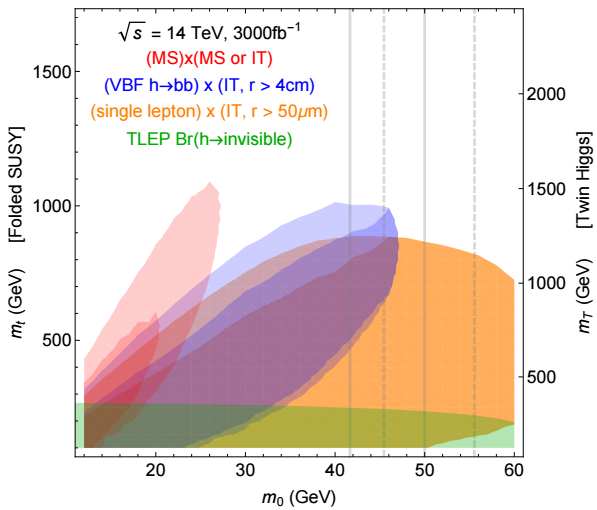 √s = 14 TeV, 3000fb⁻¹
(MS)x(MS or IT)
(VBF h→bb) x (IT, r > 4cm)
(single lepton) x (IT, r > 50μm)
TLEP Br(h→invisible)
1500
1000
500
m_t (GeV) [Folded SUSY]
2000
1500
1000
500
m_T (GeV) [Twin Higgs]
20 30 40 50 60
m₀ (GeV)